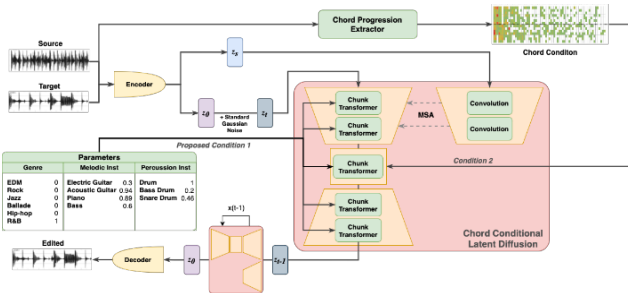 Source
Target
Encoder
z_s
z_0
+ Standard
Gaussian
Noise
z_t
Chord Progression
Extractor
Chord Conditon
Chunk
Transformer
Chunk
Transformer
MSA
Convolution
Convolution
Proposed Condition 1
Chunk
Transformer
Condition 2
Chunk
Transformer
Chunk
Transformer
Chord Conditional
Latent Diffusion
Parameters
Genre Melodic Inst Percussion Inst
EDM 0 Electric Guitar 0.3 Drum 1
Rock 0 Acoustic Guitar 0.94 Bass Drum 0.2
Jazz 0 Piano 0.89 Snare Drum 0.46
Ballade 0 Bass 0.6
Hip-hop 0
R&B 1
x(t-1)
Edited
Decoder
z_0
z_t-1